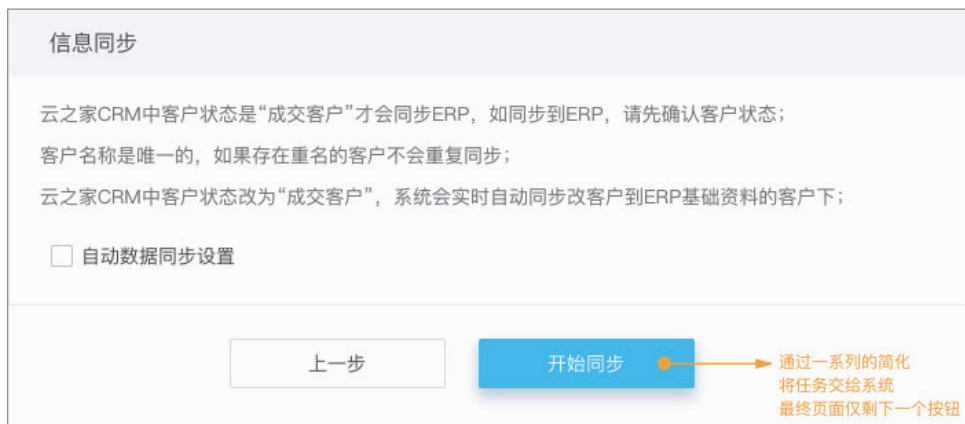 信息同步
云之家CRM中客户状态是“成交客户”才会同步ERP，如同步到ERP，请先确认客户状态；
客户名称是唯一的，如果存在重名的客户不会重复同步；
云之家CRM中客户状态改为“成交客户”，系统会实时自动同步改客户到ERP基础资料的客户下；
自动数据同步设置
上一步
开始同步
通过一系列的简化
将任务交给系统
最终页面仅剩下一个按钮